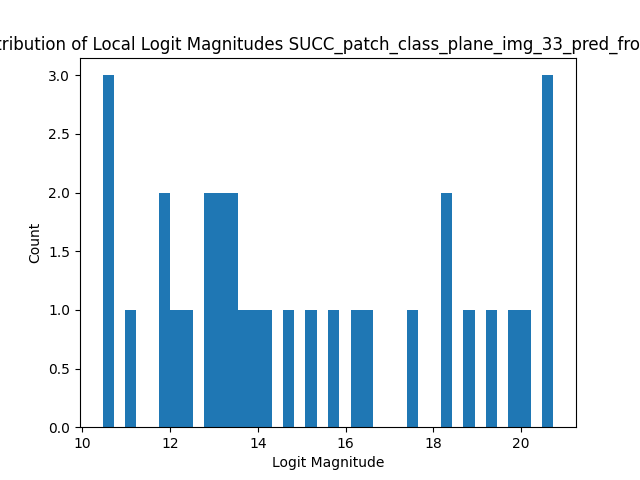 tribution of Local Logit Magnitudes SUCC_patch_class_plane_img_33_pred_fro
3.0
2.5
2.0
1.5
1.0
0.5
0.0
Count
10 12 14 16 18 20
Logit Magnitude